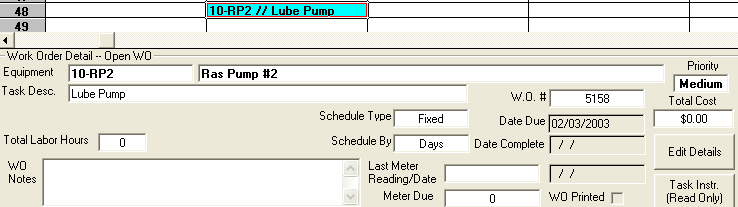 48 10-RP2 // Lube Pump
49
Work Order Detail -- Open WO
Equipment 10-RP2 Ras Pump #2 Priority
Medium
Task Desc. Lube Pump W.O. # 5158 Total Cost
$0.00
Schedule Type Fixed Date Due 02/03/2003
Total Labor Hours 0 Schedule By Days Date Complete / / Edit Details
WO Notes Last Meter Reading/Date / /
Meter Due 0 WO Printed Task Instr. (Read Only)